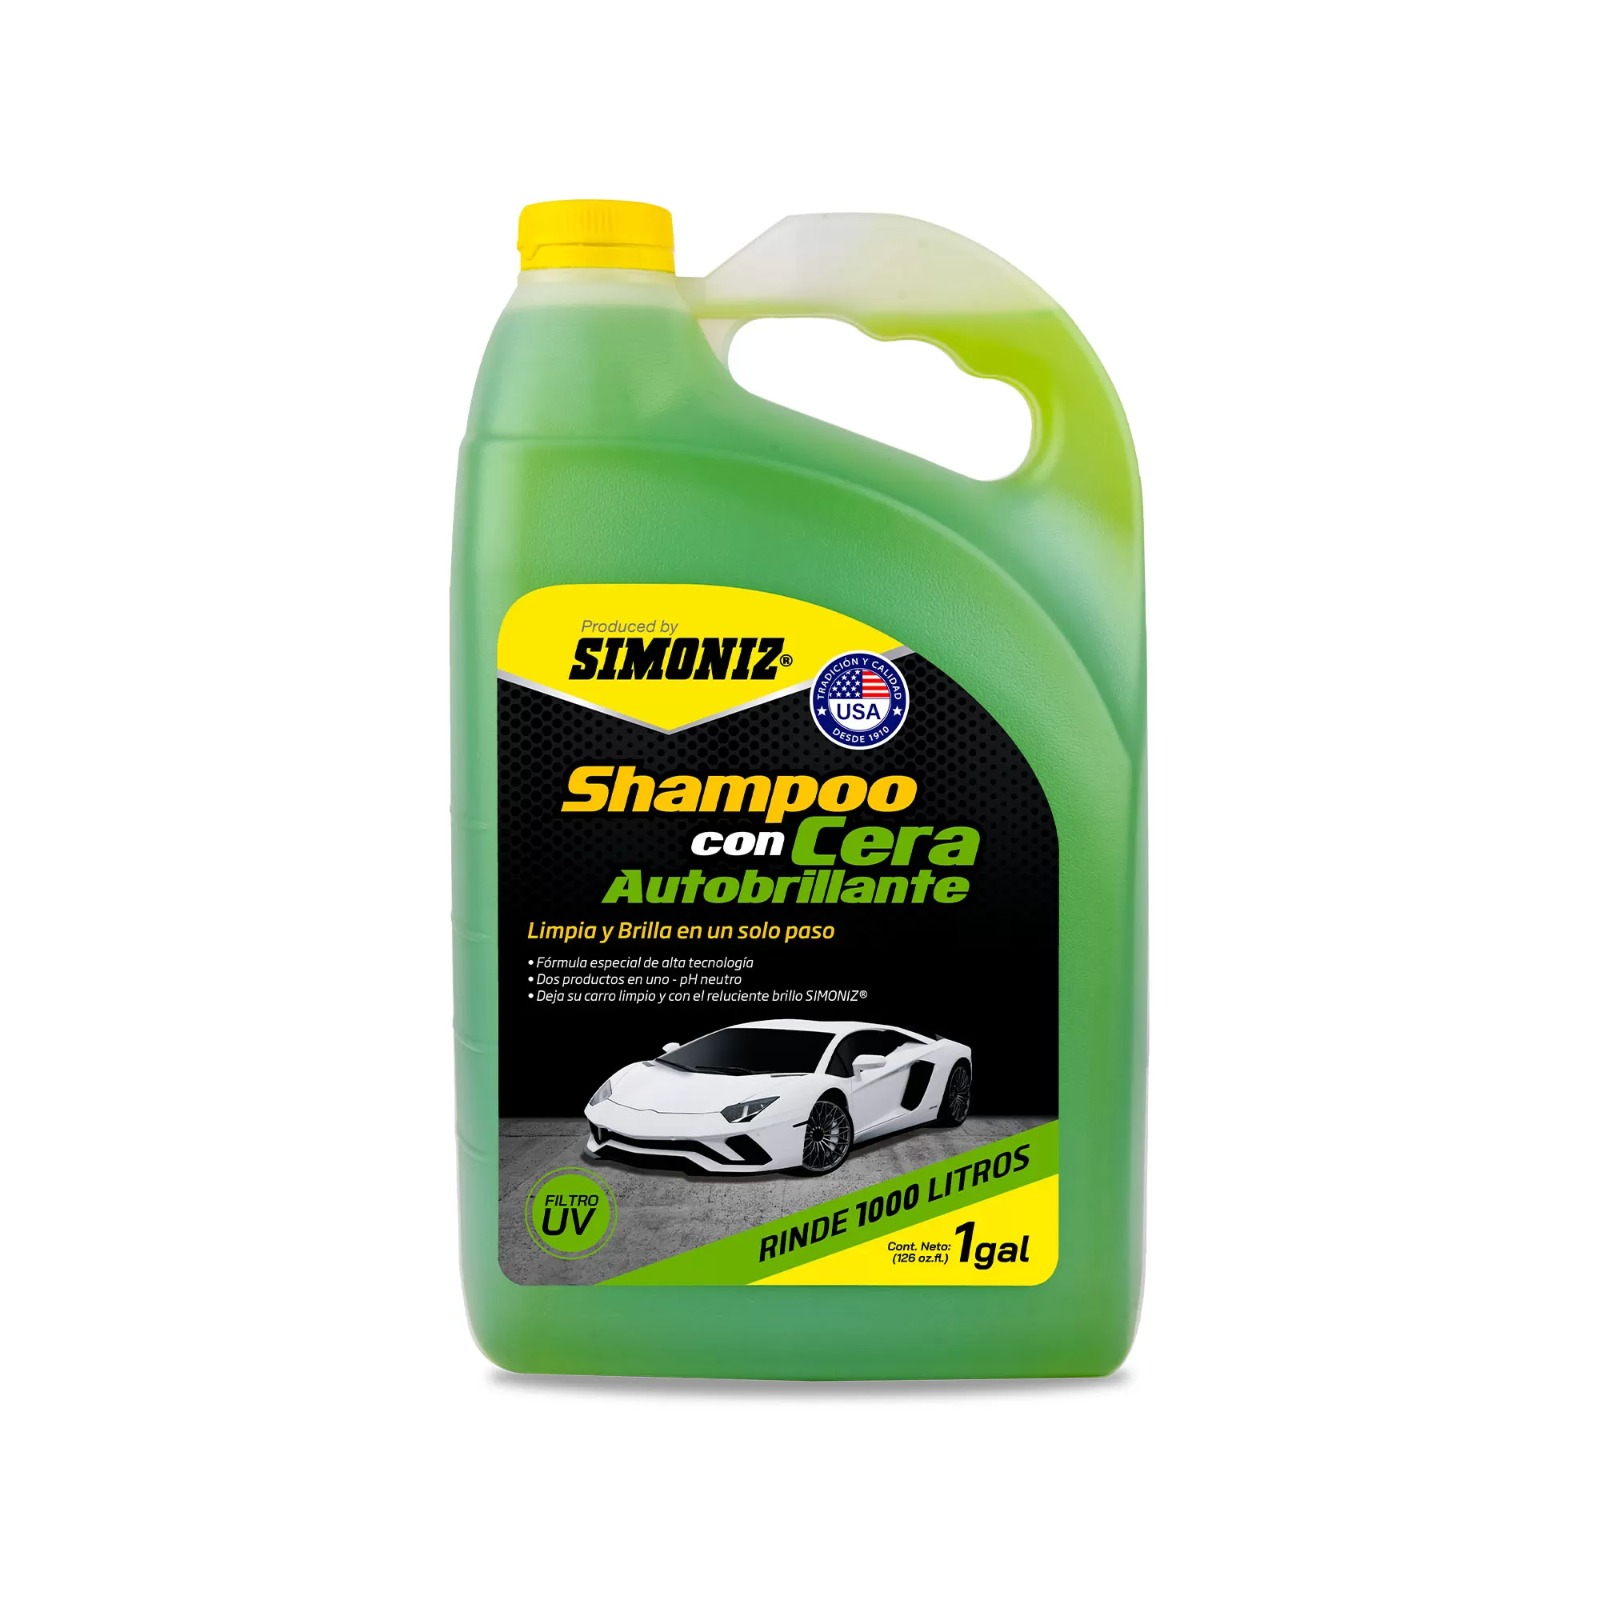 Produced by
SIMONIZ®
TRADICIÓN Y CALIDAD
USA
DESDE 1910
Shampoo
con Cera
Autobrillante
Limpia y Brilla en un solo paso
• Fórmula especial de alta tecnología
• Dos productos en uno - pH neutro
• Deja su carro limpio y con el reluciente brillo SIMONIZ®
FILTRO
UV
RINDE 1000 LITROS
Cont. Neto:
(126 oz.fl.)
1gal